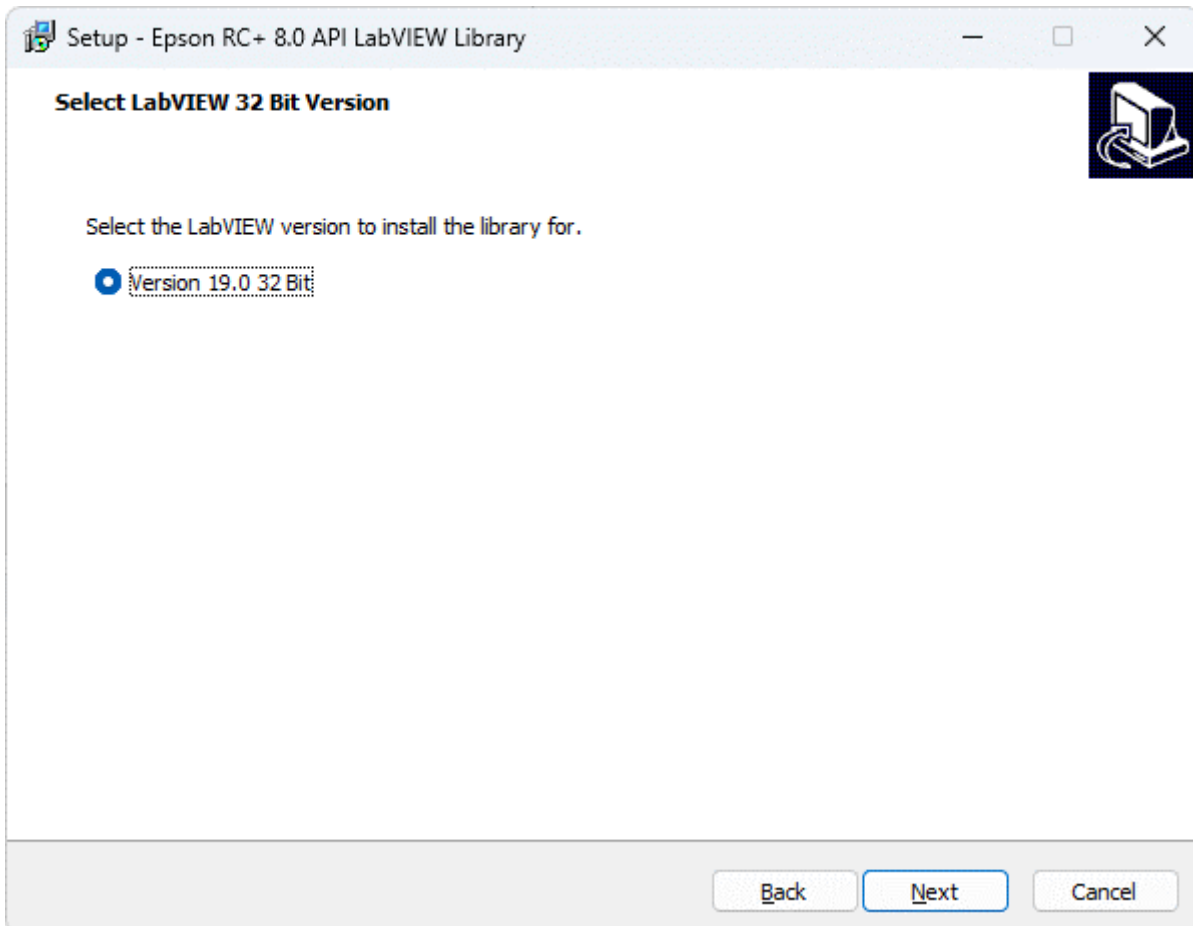 Setup - Epson RC+ 8.0 API LabVIEW Library
Select LabVIEW 32 Bit Version
Select the LabVIEW version to install the library for.
Version 19.0 32 Bit
Back
Next
Cancel